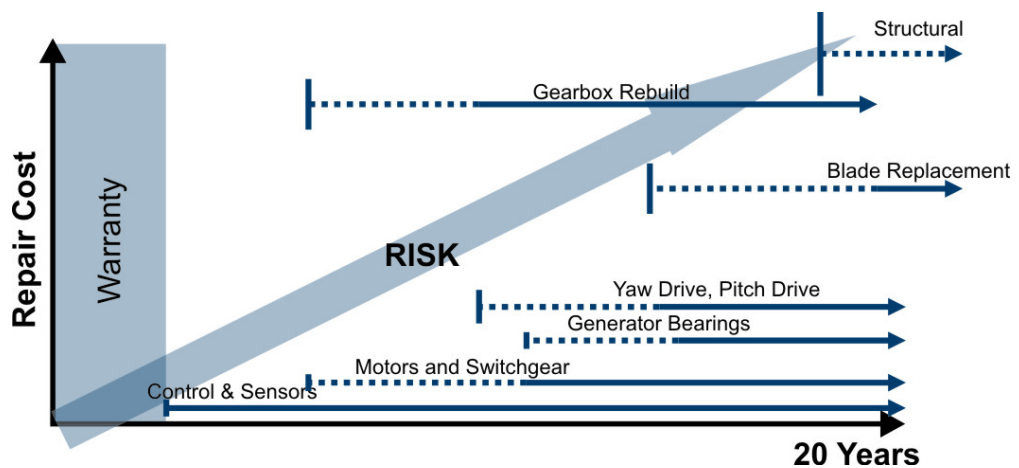 Structural
Gearbox Rebuild
Blade Replacement
Repair Cost
Warranty
RISK
Yaw Drive, Pitch Drive
Generator Bearings
Motors and Switchgear
Control & Sensors
20 Years